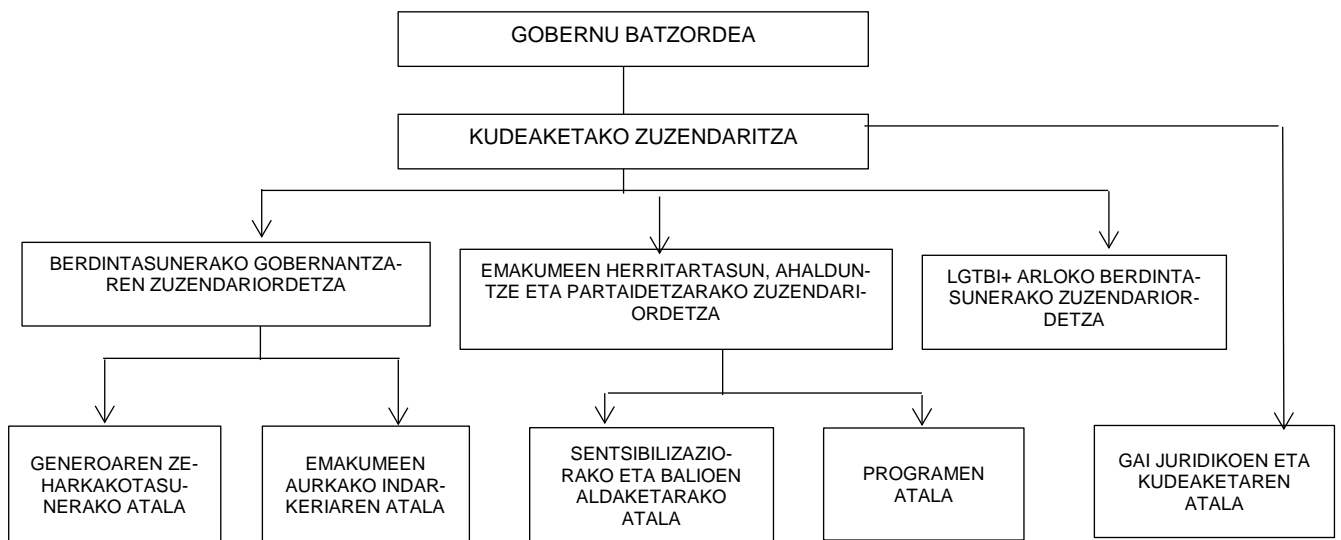 GOBERNU BATZORDEA
KUDEAKETAKO ZUZENDARITZA
BERDINTASUNERAKO GOBERNANTZA-
REN ZUZENDARIORDETZA
EMAKUMEEN HERRITARTASUN, AHALDUN-
TZE ETA PARTAIDETZARAKO ZUZENDARI-
ORDETZA
LGTBI+ ARLOKO BERDINTA-
SUNERAKO ZUZENDARIOR-
DETZA
GENEROAREN ZE-
HARKAKOTASU-
NERAKO ATALA
EMAKUMEEN
AURKAKO INDAR-
KERIAREN ATALA
SENTSIBILIZAZIO-
RAKO ETA BALIOEN
ALDAKETARAKO
ATALA
PROGRAMEN
ATALA
GAI JURIDIKOEN ETA
KUDEAKETAREN
ATALA